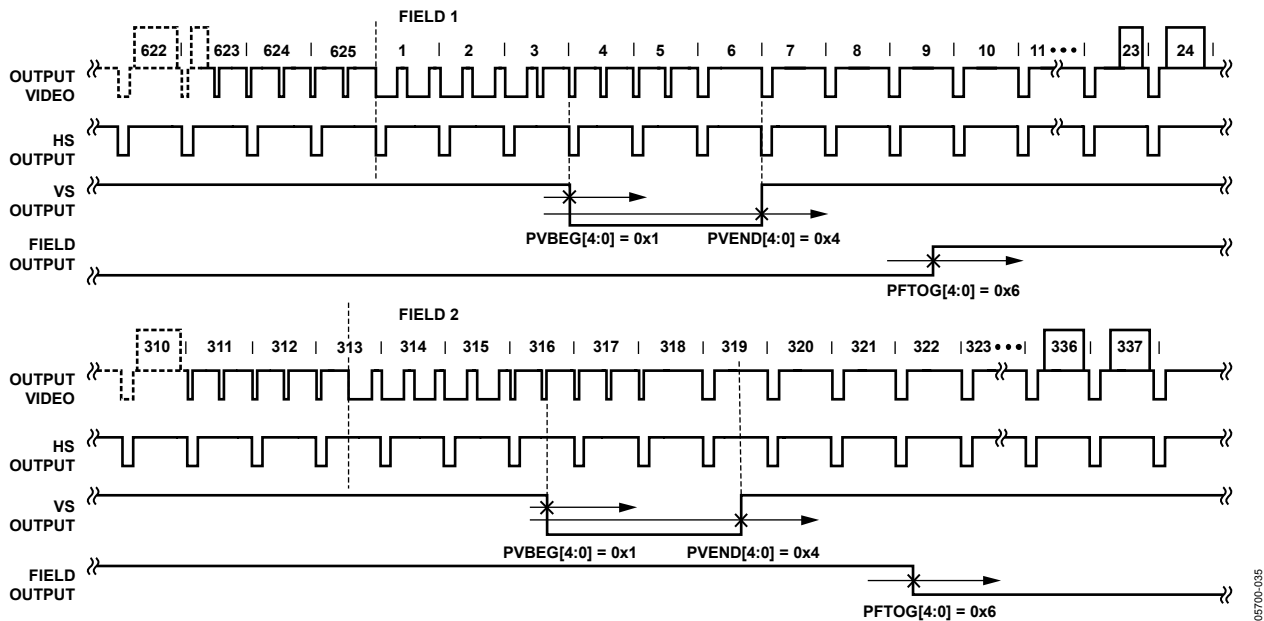 FIELD 1
622 | 623 | 624 | 625 | 1 | 2 | 3 | 4 | 5 | 6 | 7 | 8 | 9 | 10 | 11 ••• 23 | 24 |
OUTPUT
VIDEO
HS
OUTPUT
VS
OUTPUT
PVBEG[4:0] = 0x1 PVEND[4:0] = 0x4
FIELD
OUTPUT
PFTOG[4:0] = 0x6
FIELD 2
310 | 311 | 312 | 313 | 314 | 315 | 316 | 317 | 318 | 319 | 320 | 321 | 322 | 323 ••• | 336 | 337 |
OUTPUT
VIDEO
HS
OUTPUT
VS
OUTPUT
PVBEG[4:0] = 0x1 PVEND[4:0] = 0x4
FIELD
OUTPUT
PFTOG[4:0] = 0x6
05700-035